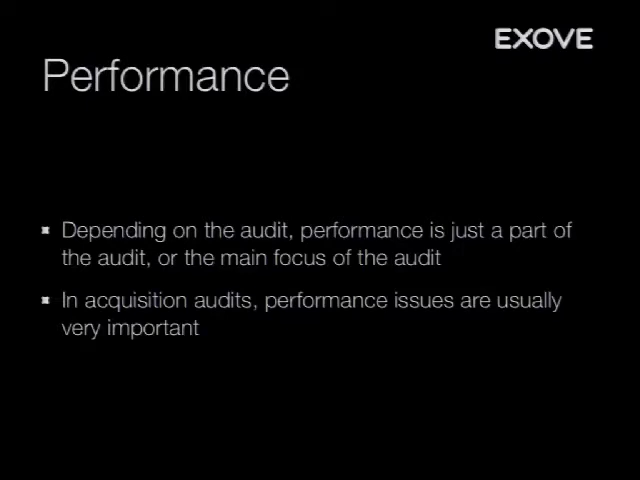 EXOVE
Performance
Depending on the audit, performance is just a part of
the audit, or the main focus of the audit
In acquisition audits, performance issues are usually
very important